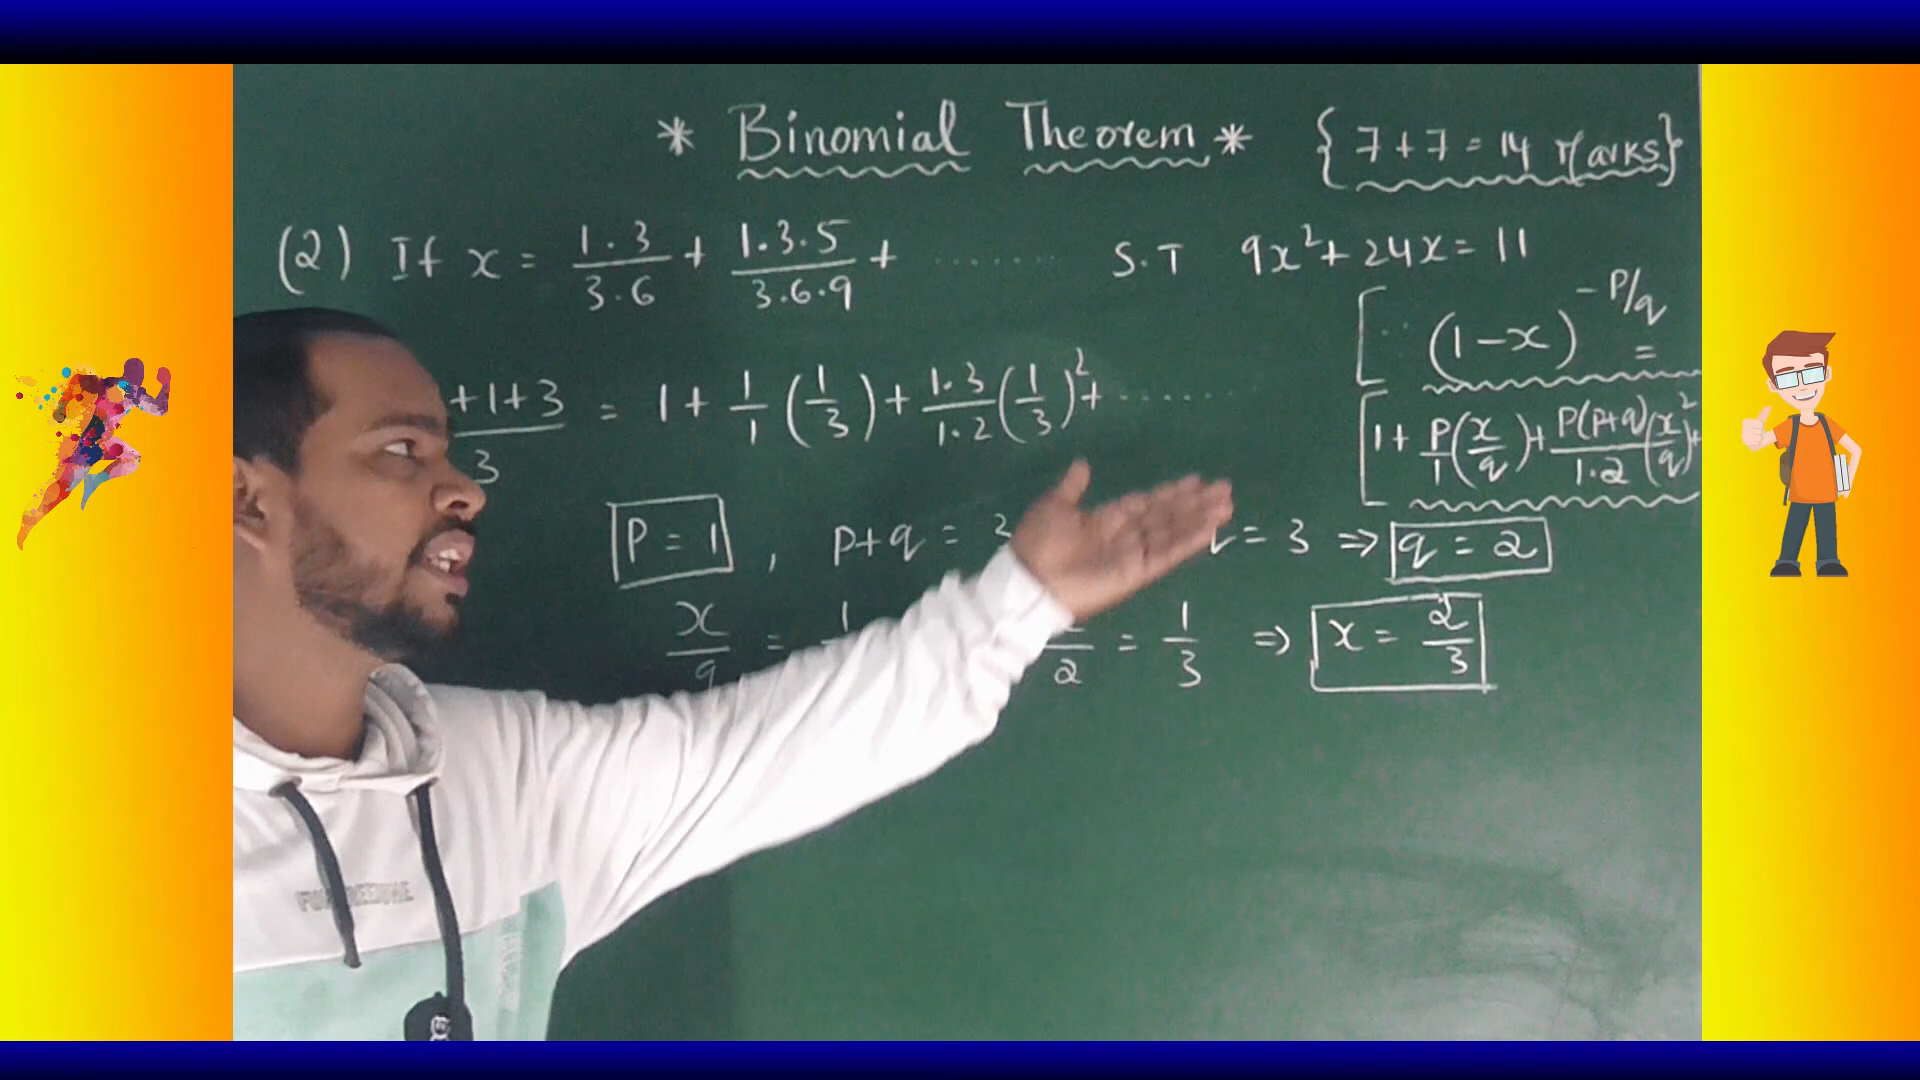 * Binomial Theorem * { 7+7 = 14 Marks}
(2) If x = 1.3/3.6 + 1.3.5/3.6.9 + ........ S.T 9x²+24x = 11
[∵ (1-x)^-P/q =
+1+3/3 = 1 + 1/1 (1/3) + 1.3/1.2 (1/3)² + .......
[1 + P/1 (x/q) + P(P+q)/1.2 (x/q)² +
P = 1 , P+q = = 3 ⇒ q = 2
x/q = 1 /2 = 1/3 ⇒ x = 2/3